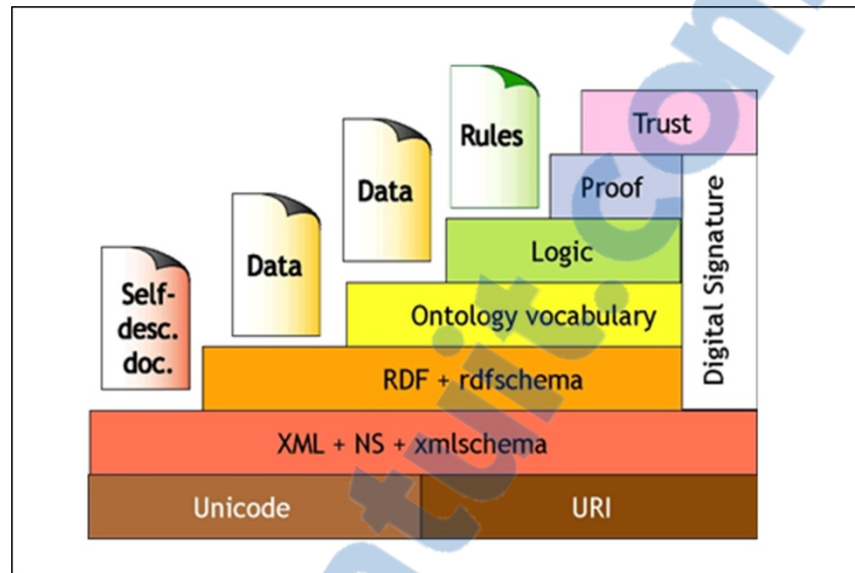 Rules
Trust
Data
Proof
Data
Logic
Self-
desc.
doc.
Ontology vocabulary
Digital Signature
RDF + rdfschema
XML + NS + xmlschema
Unicode
URI